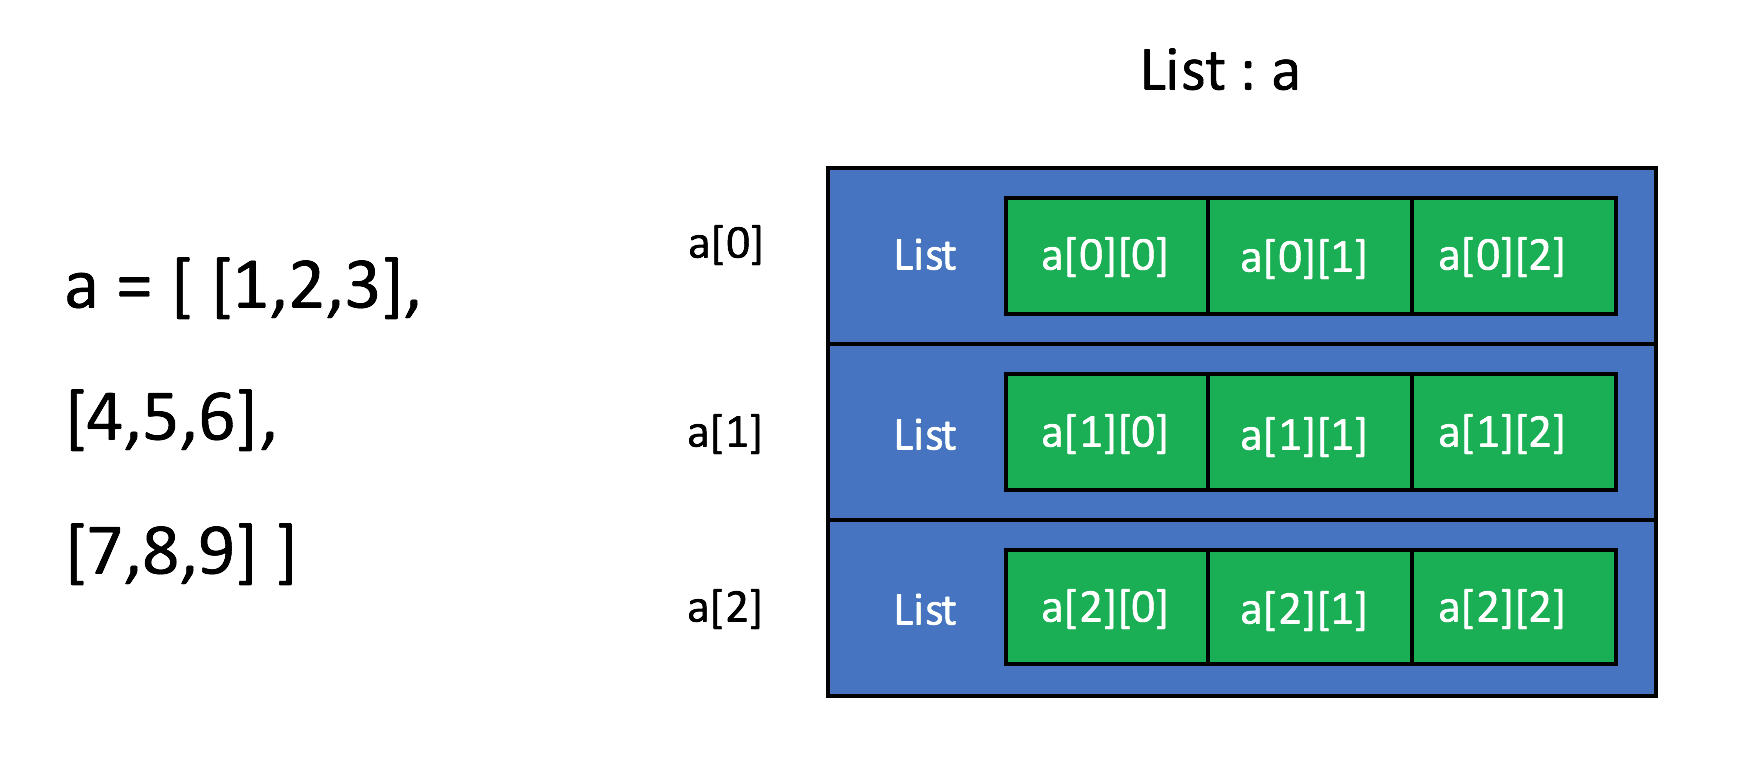 List : a
a = [ [1,2,3],
[4,5,6],
[7,8,9] ]
a[0] List a[0][0] a[0][1] a[0][2]
a[1] List a[1][0] a[1][1] a[1][2]
a[2] List a[2][0] a[2][1] a[2][2]